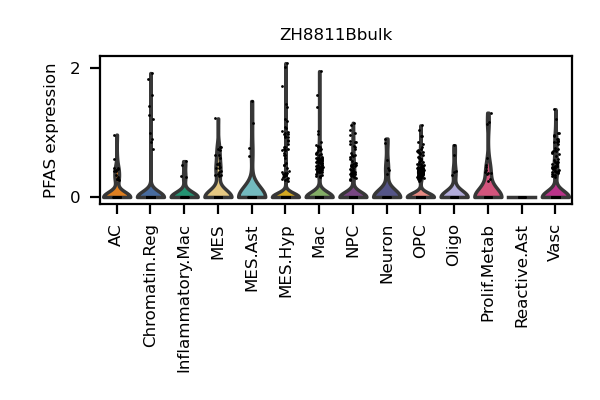 ZH8811Bbulk
PFAS expression
2
0
AC
Chromatin.Reg
Inflammatory.Mac
MES
MES.Ast
MES.Hyp
Mac
NPC
Neuron
OPC
Oligo
Prolif.Metab
Reactive.Ast
Vasc